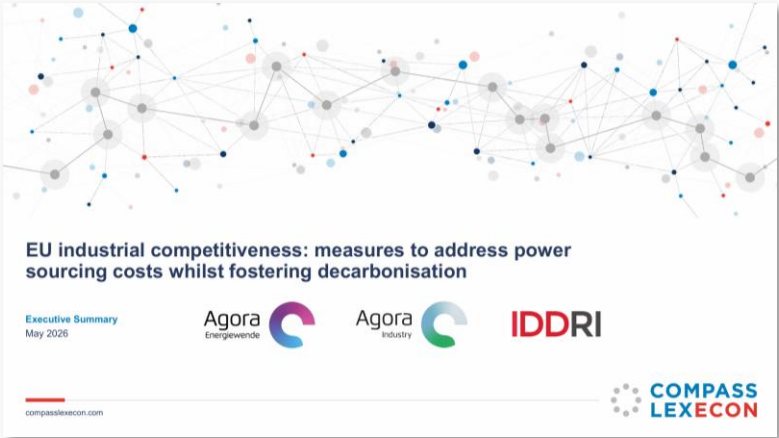 EU industrial competitiveness: measures to address power
sourcing costs whilst fostering decarbonisation
Executive Summary
May 2026
Agora
Energiewende
Agora
Industry
IDDRI
compasslexecon.com
COMPASS
LEXECON